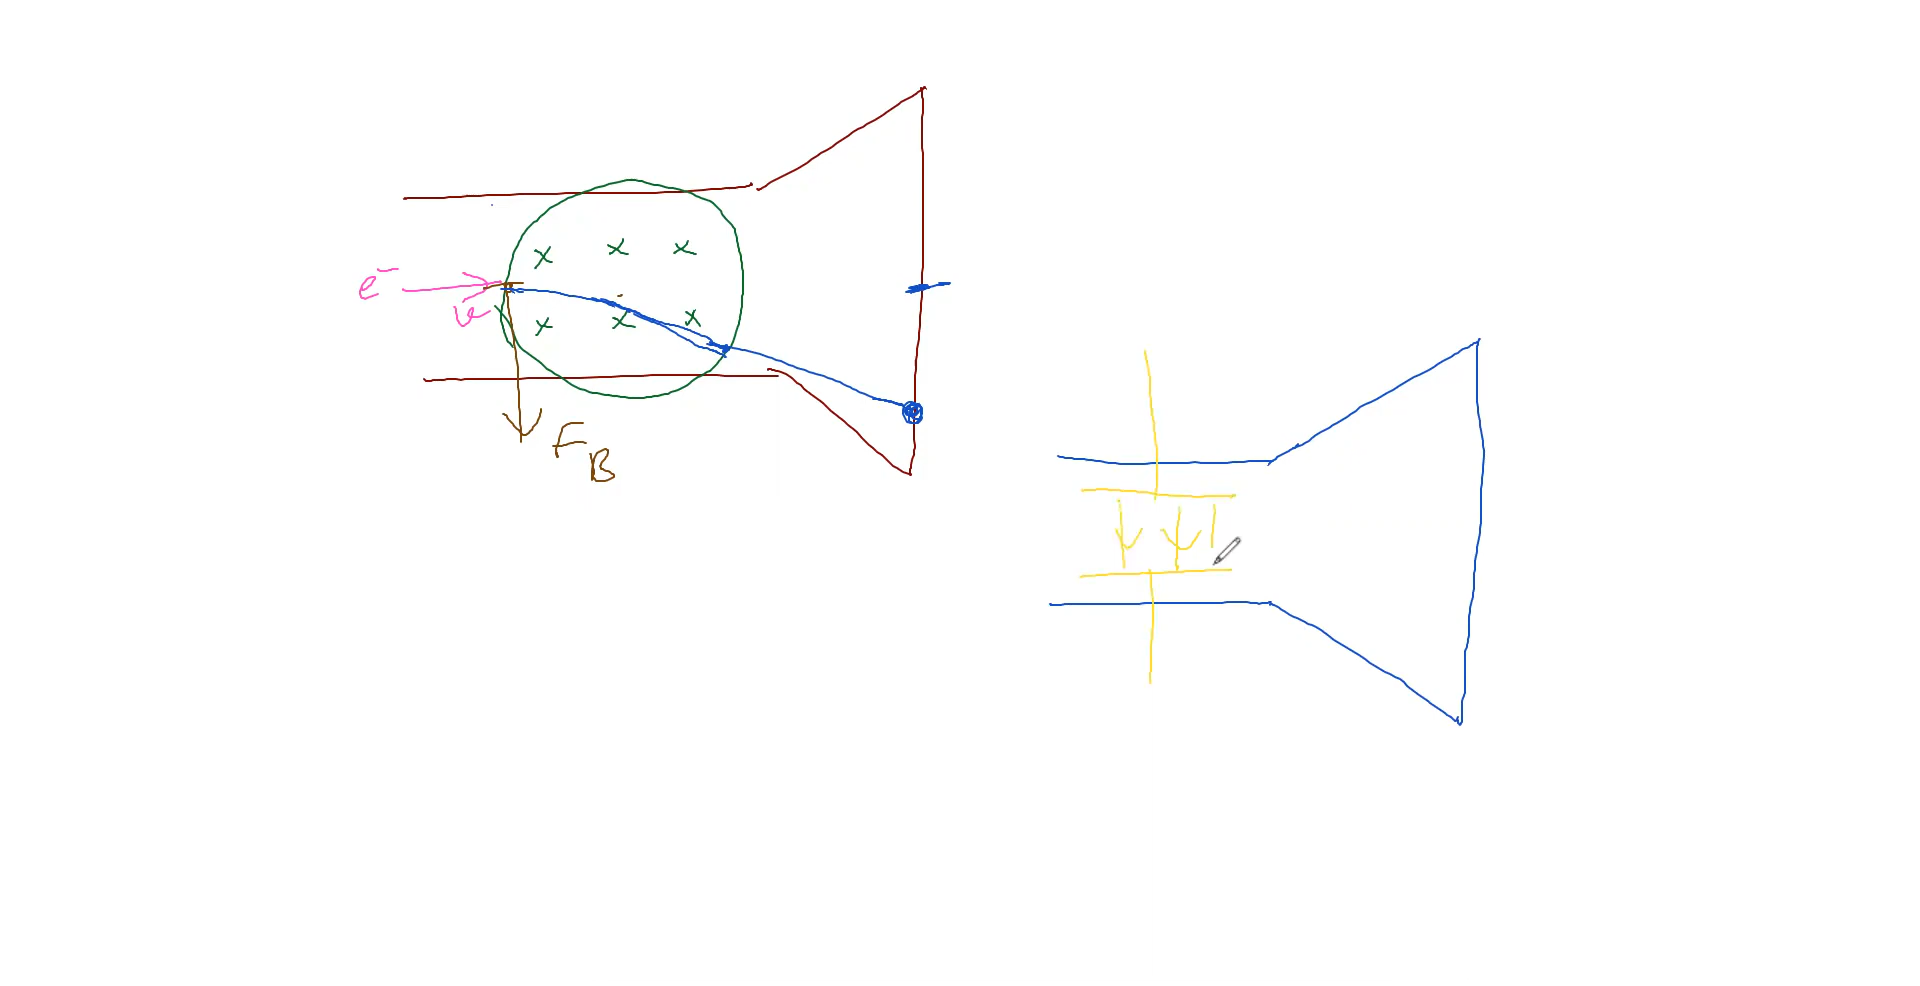 x x x
e⁻
v
x x x
F_B